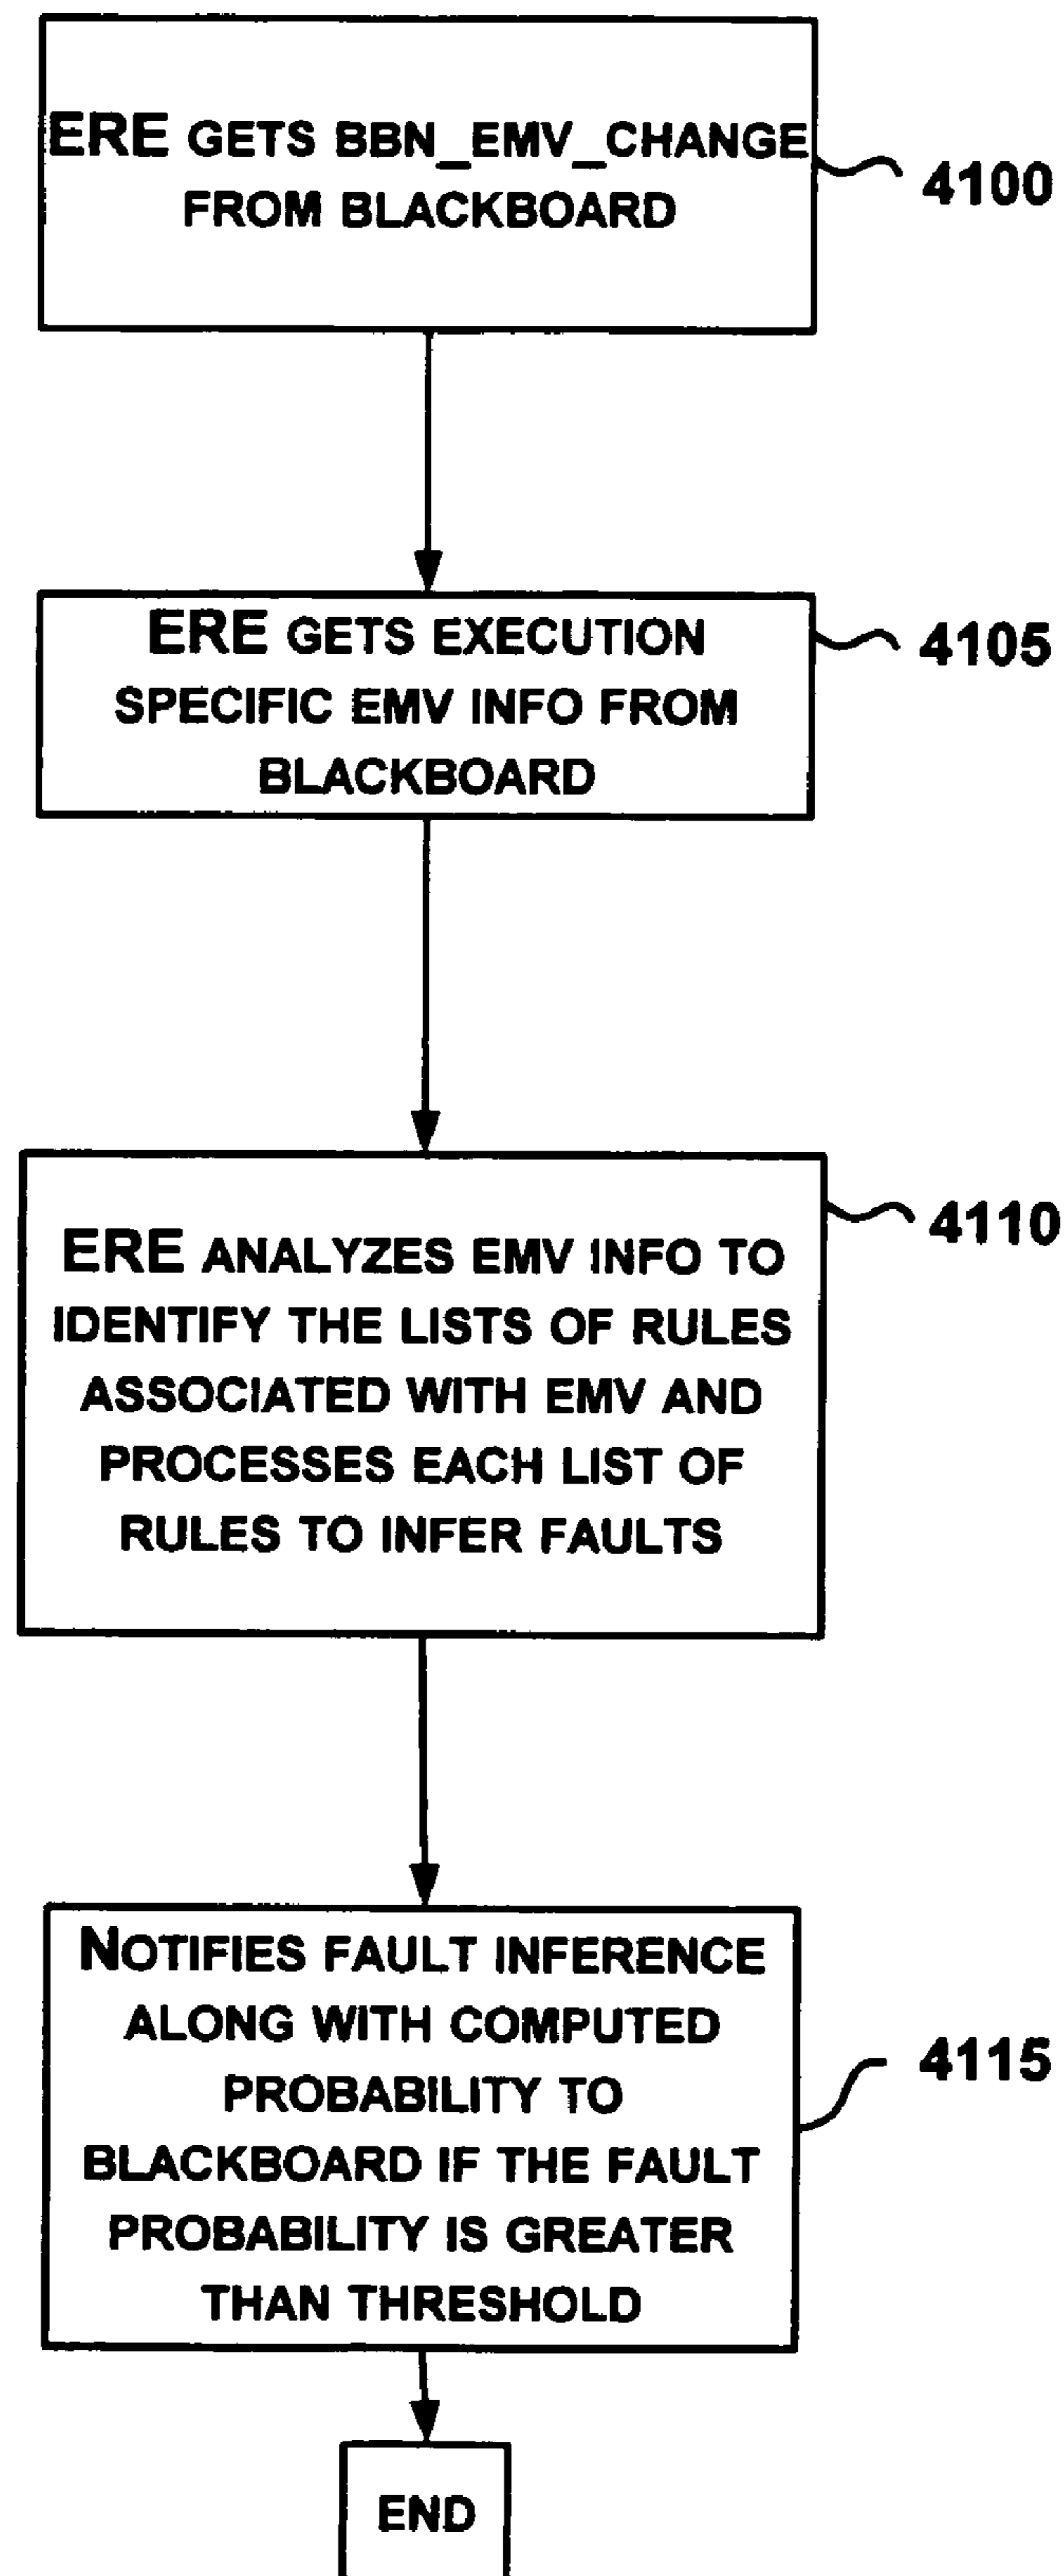 ERE GETS BBN_EMV_CHANGE
FROM BLACKBOARD
4100
ERE GETS EXECUTION
SPECIFIC EMV INFO FROM
BLACKBOARD
4105
ERE ANALYZES EMV INFO TO
IDENTIFY THE LISTS OF RULES
ASSOCIATED WITH EMV AND
PROCESSES EACH LIST OF
RULES TO INFER FAULTS
4110
NOTIFIES FAULT INFERENCE
ALONG WITH COMPUTED
PROBABILITY TO
BLACKBOARD IF THE FAULT
PROBABILITY IS GREATER
THAN THRESHOLD
4115
END